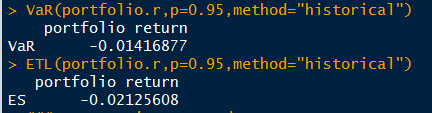 > VaR(portfolio.r,p=0.95,method="historical")
portfolio return
VaR -0.01416877
> ETL(portfolio.r,p=0.95,method="historical")
portfolio return
ES -0.02125608